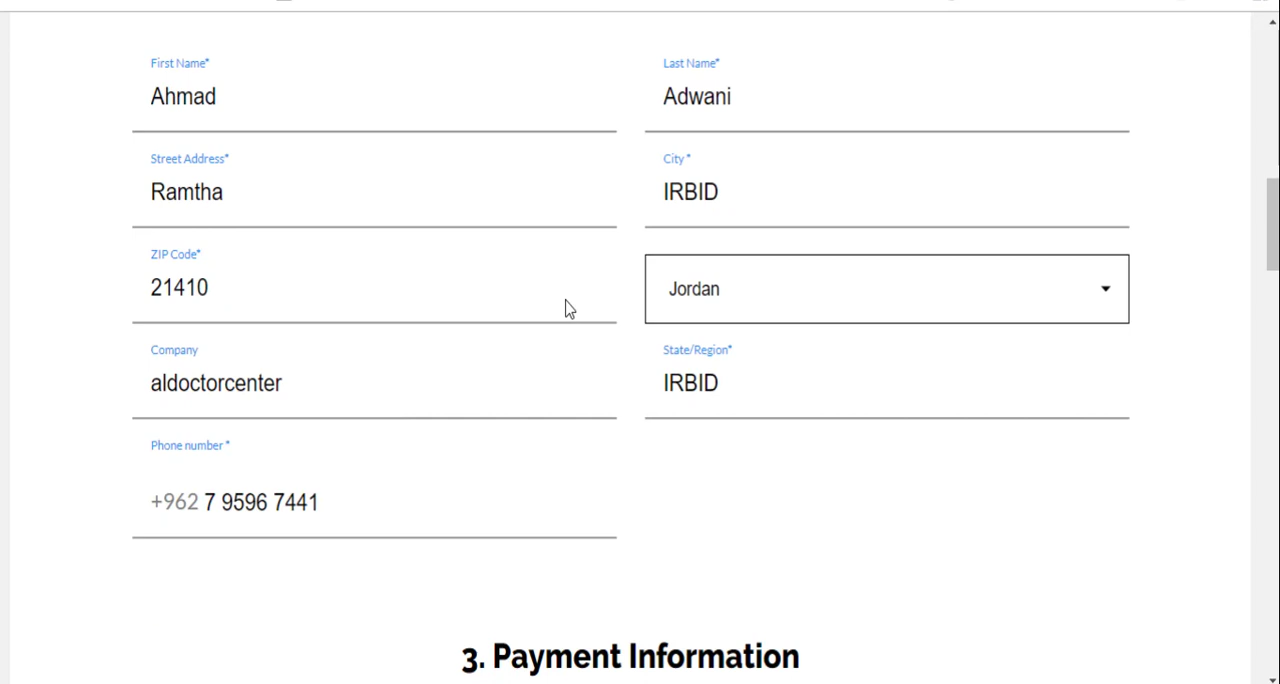 First Name*
Last Name*
Ahmad
Adwani
Street Address*
City *
Ramtha
IRBID
ZIP Code*
21410
Jordan
Company
State/Region*
aldoctorcenter
IRBID
Phone number *
+962 7 9596 7441
3. Payment Information